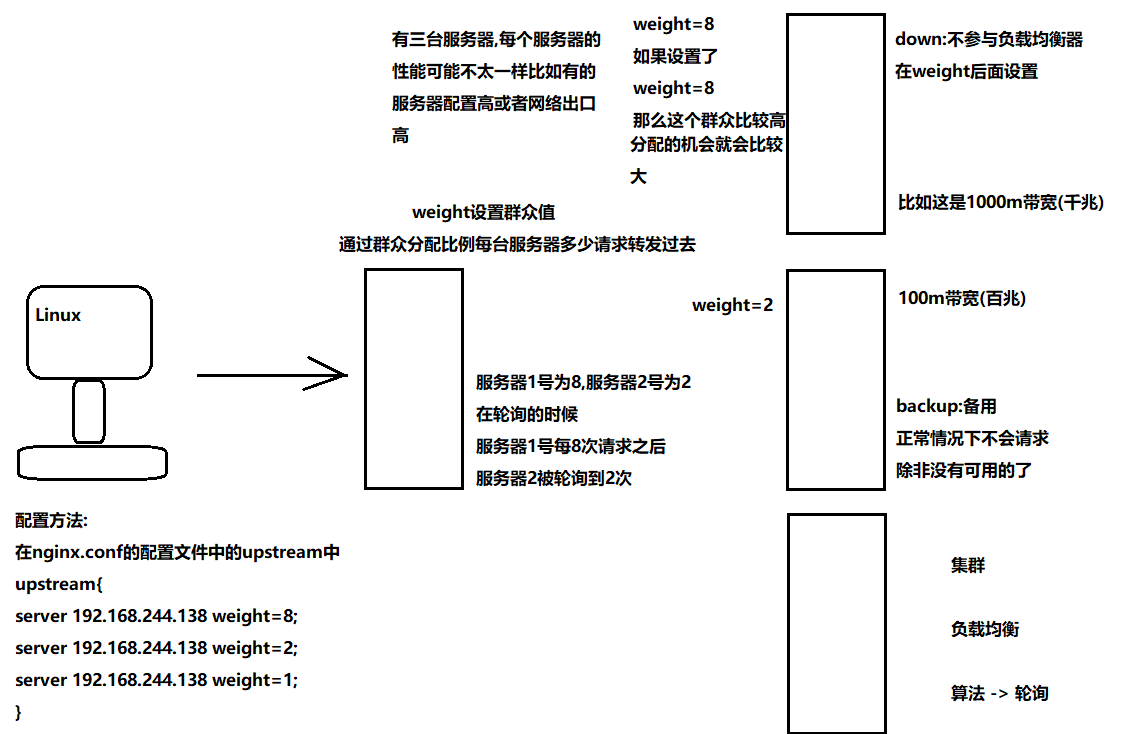 有三台服务器,每个服务器的
性能可能不太一样比如有的
服务器配置高或者网络出口
高
weight=8
如果设置了
weight=8
那么这个群众比较高
分配的机会就会比较
大
down:不参与负载均衡器
在weight后面设置
比如这是1000m带宽(千兆)
weight设置群众值
通过群众分配比例每台服务器多少请求转发过去
Linux
weight=2
100m带宽(百兆)
服务器1号为8,服务器2号为2
在轮询的时候
服务器1号每8次请求之后
服务器2被轮询到2次
backup:备用
正常情况下不会请求
除非没有可用的了
配置方法:
在nginx.conf的配置文件中的upstream中
upstream{
server 192.168.244.138 weight=8;
server 192.168.244.138 weight=2;
server 192.168.244.138 weight=1;
}
集群
负载均衡
算法 -> 轮询